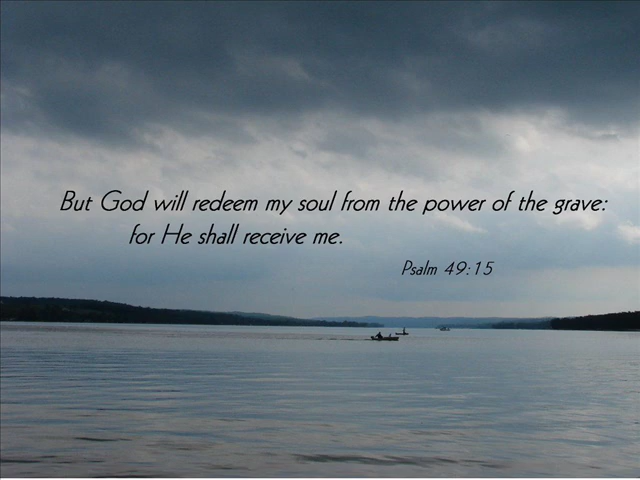 But God will redeem my soul from the power of the grave:
for He shall receive me.
Psalm 49:15